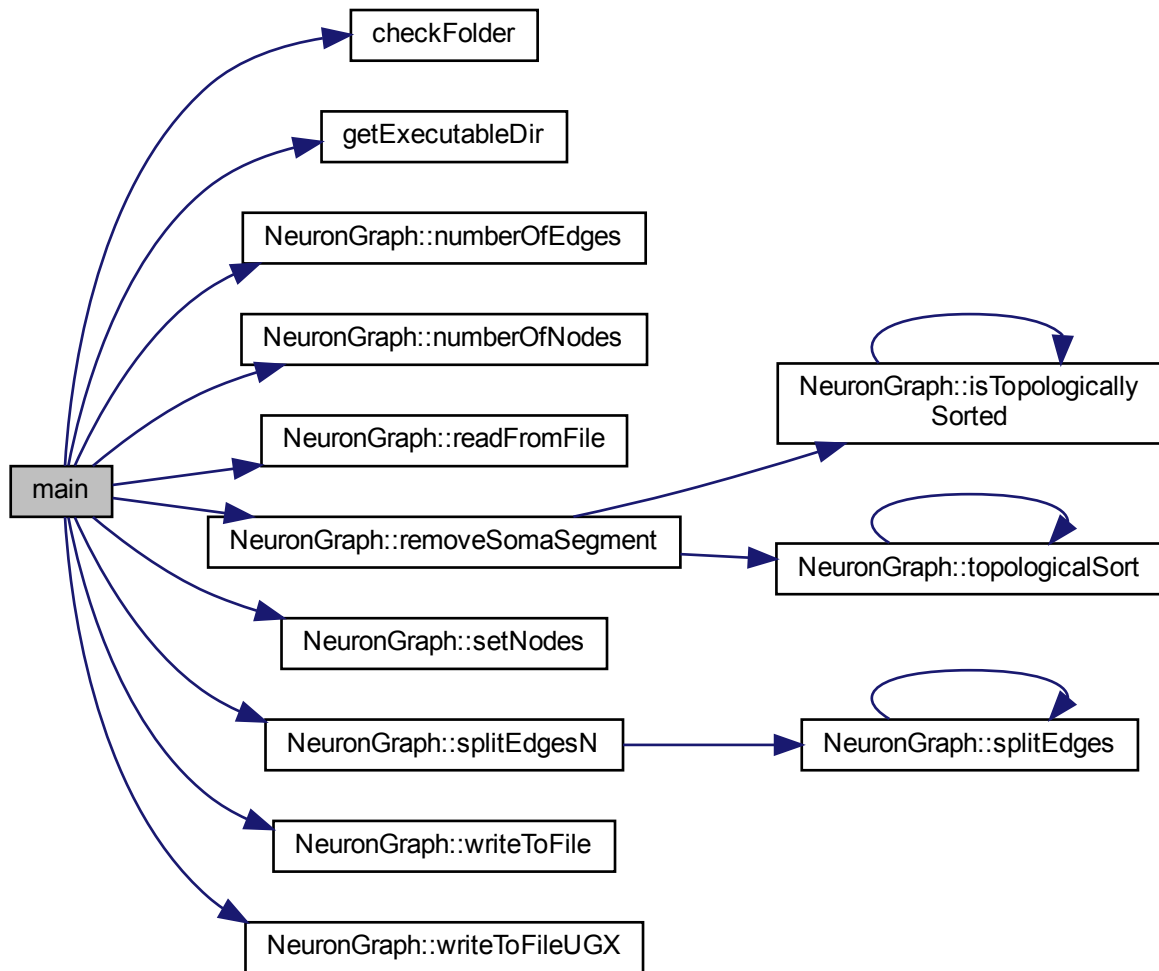 checkFolder
getExecutableDir
NeuronGraph::numberOfEdges
NeuronGraph::numberOfNodes
NeuronGraph::readFromFile
main
NeuronGraph::removeSomaSegment
NeuronGraph::setNodes
NeuronGraph::splitEdgesN
NeuronGraph::writeToFile
NeuronGraph::writeToFileUGX
NeuronGraph::isTopologically
Sorted
NeuronGraph::topologicalSort
NeuronGraph::splitEdges